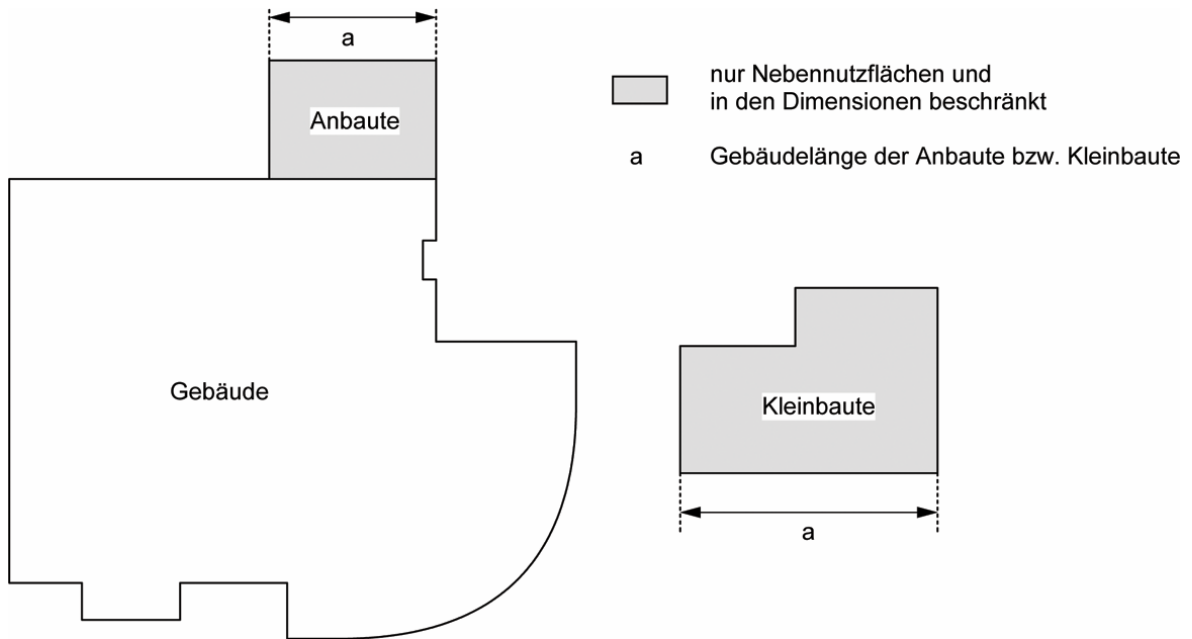 a
Anbaute
nur Nebennutzflächen und
in den Dimensionen beschränkt
a Gebäudelänge der Anbaute bzw. Kleinbaute
Gebäude
Kleinbaute
a